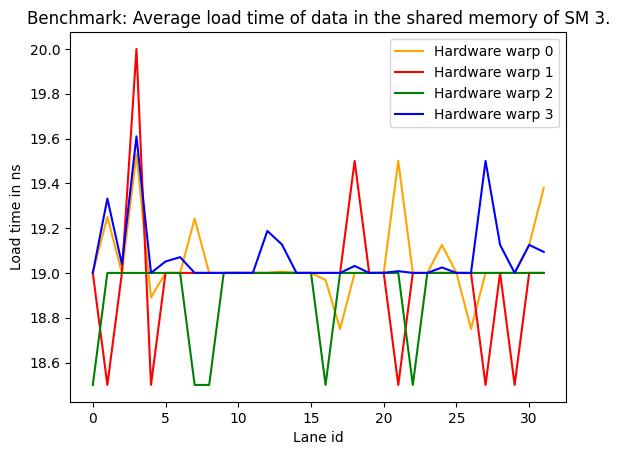 Benchmark: Average load time of data in the shared memory of SM 3.
Hardware warp 0
Hardware warp 1
Hardware warp 2
Hardware warp 3
20.0
19.8
19.6
19.4
19.2
19.0
18.8
18.6
Load time in ns
0 5 10 15 20 25 30
Lane id